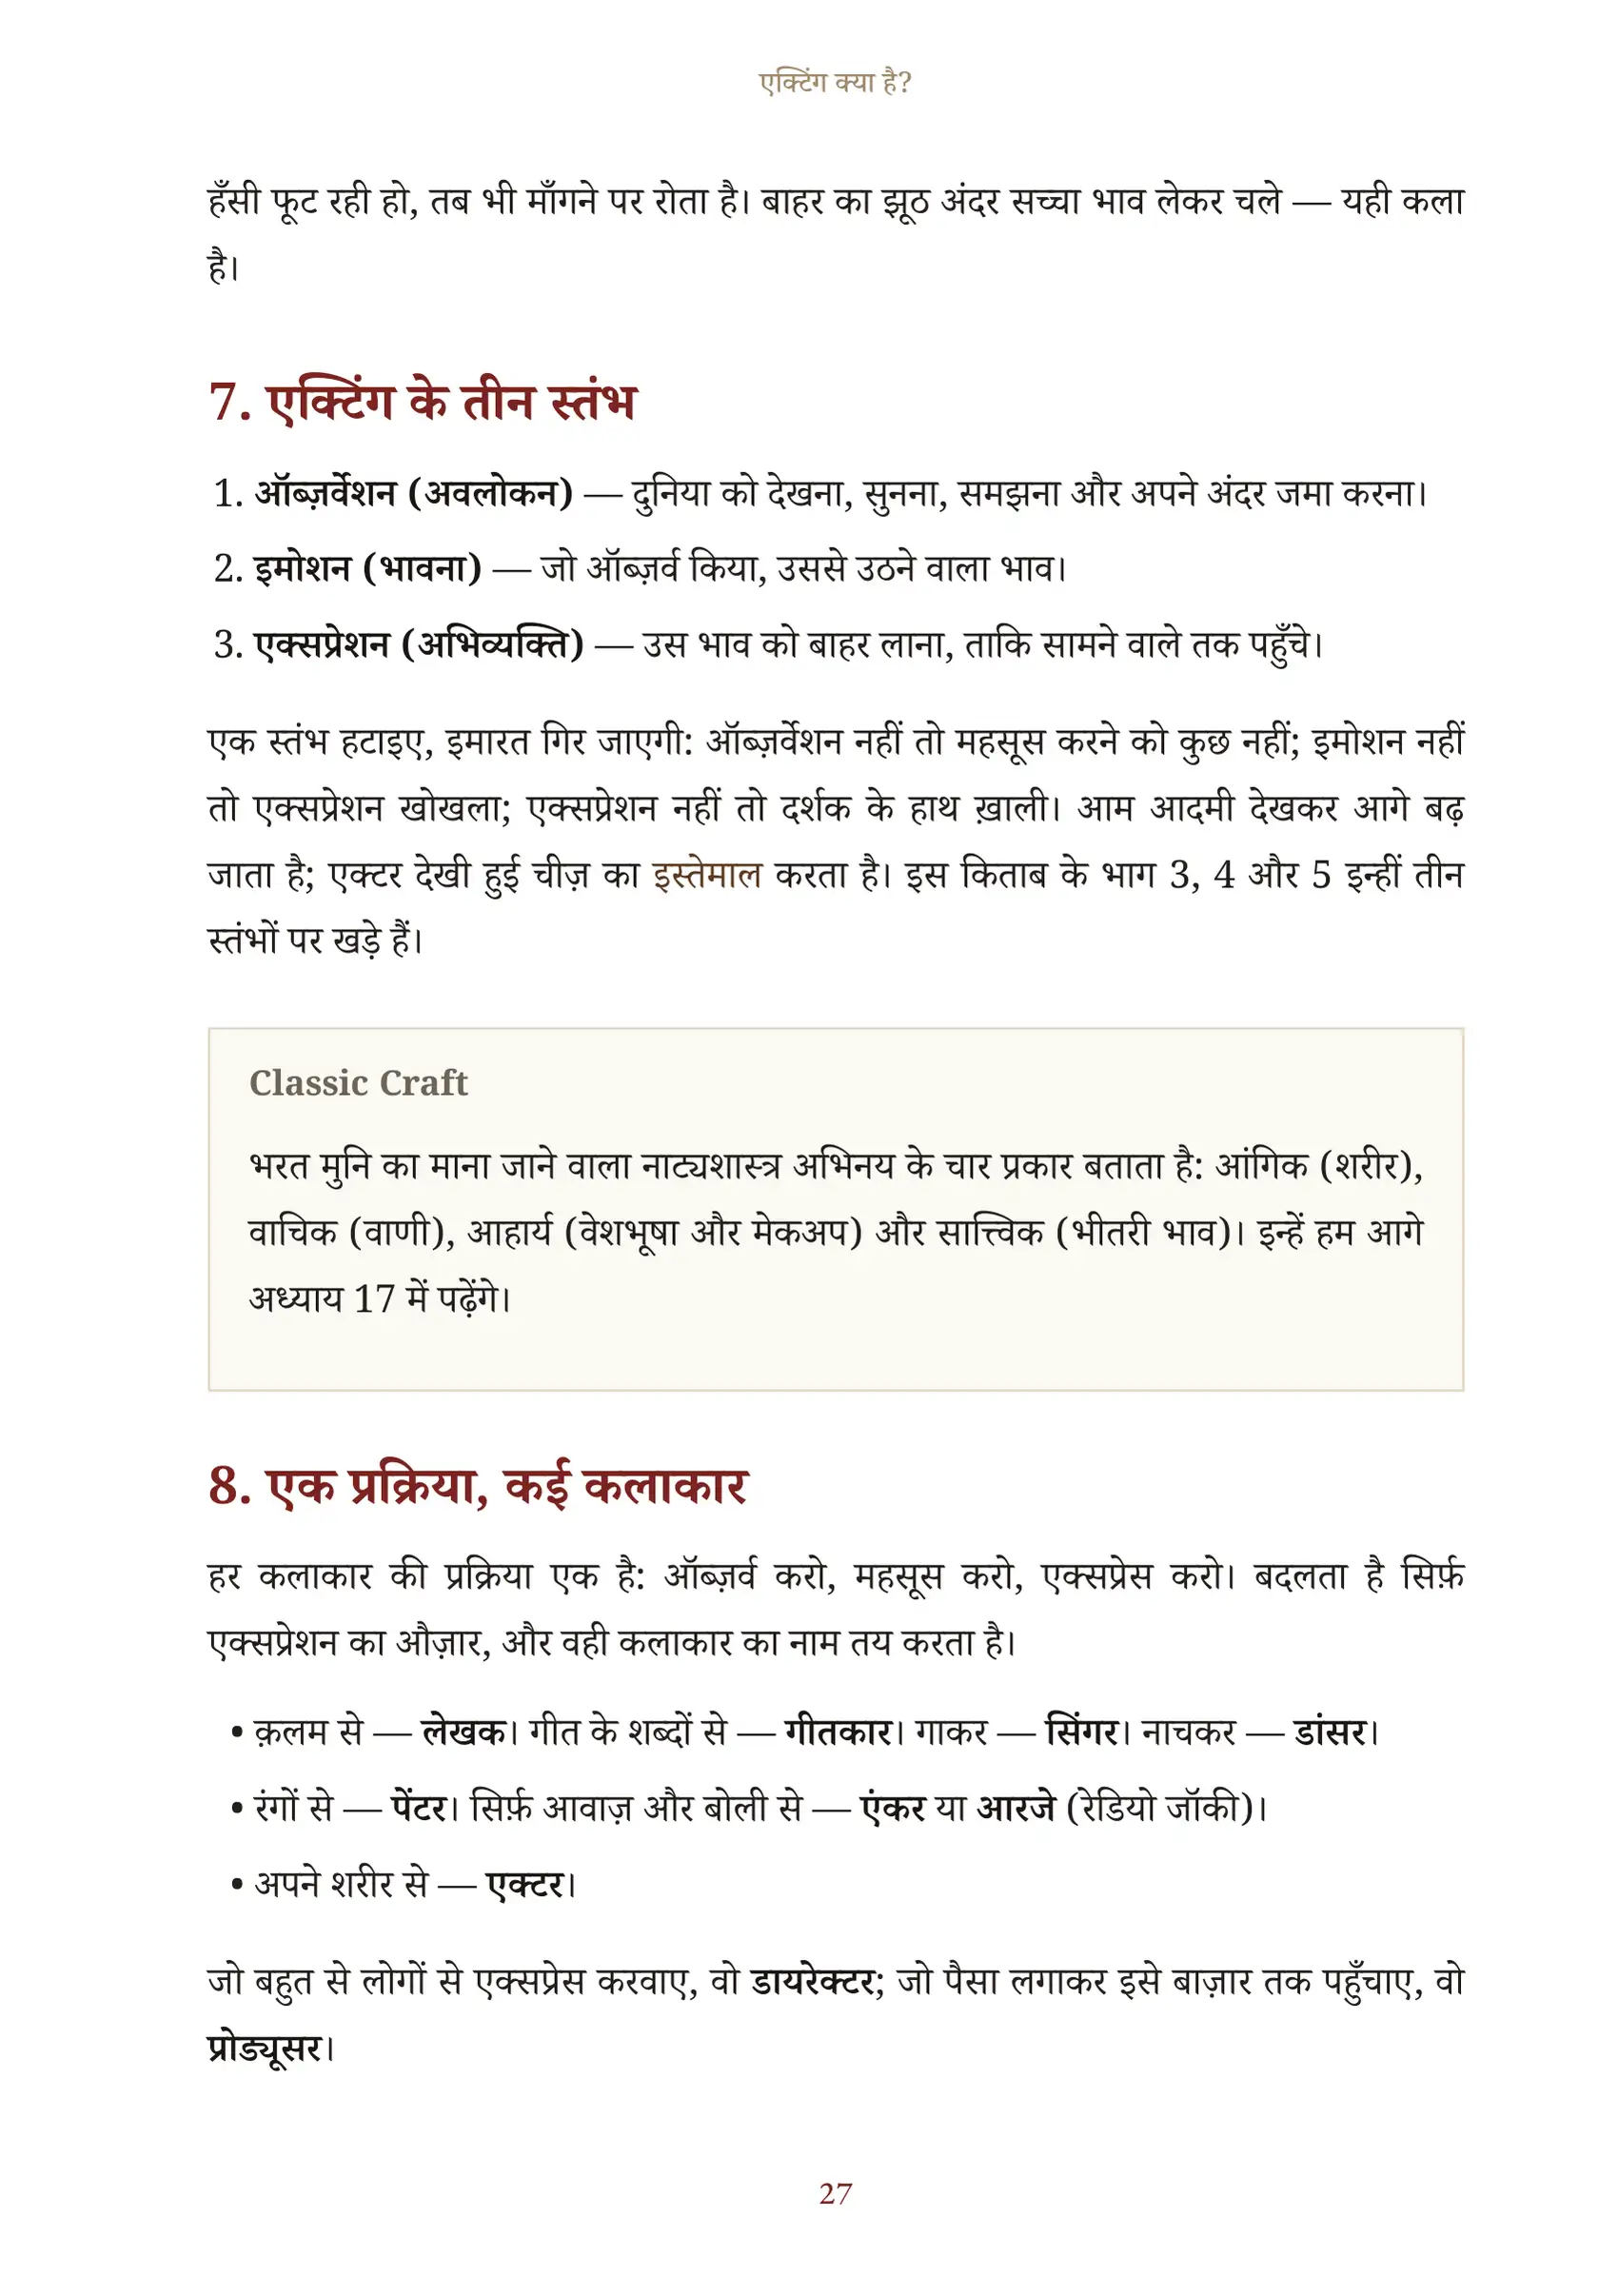 एक्टिंग क्या है?
हँसी फूट रही हो, तब भी माँगने पर रोता है। बाहर का झूठ अंदर सच्चा भाव लेकर चले — यही कला
है।
7. एक्टिंग के तीन स्तंभ
1. ऑब्ज़र्वेशन (अवलोकन) — दुनिया को देखना, सुनना, समझना और अपने अंदर जमा करना।
2. इमोशन (भावना) — जो ऑब्ज़र्व किया, उससे उठने वाला भाव।
3. एक्सप्रेशन (अभिव्यक्ति) — उस भाव को बाहर लाना, ताकि सामने वाले तक पहुँचे।
एक स्तंभ हटाइए, इमारत गिर जाएगी: ऑब्ज़र्वेशन नहीं तो महसूस करने को कुछ नहीं; इमोशन नहीं
तो एक्सप्रेशन खोखला; एक्सप्रेशन नहीं तो दर्शक के हाथ ख़ाली। आम आदमी देखकर आगे बढ़
जाता है; एक्टर देखी हुई चीज़ का इस्तेमाल करता है। इस किताब के भाग 3, 4 और 5 इन्हीं तीन
स्तंभों पर खड़े हैं।
Classic Craft
भरत मुनि का माना जाने वाला नाट्यशास्त्र अभिनय के चार प्रकार बताता है: आंगिक (शरीर),
वाचिक (वाणी), आहार्य (वेशभूषा और मेकअप) और सात्त्विक (भीतरी भाव)। इन्हें हम आगे
अध्याय 17 में पढ़ेंगे।
8. एक प्रक्रिया, कई कलाकार
हर कलाकार की प्रक्रिया एक है: ऑब्ज़र्व करो, महसूस करो, एक्सप्रेस करो। बदलता है सिर्फ़
एक्सप्रेशन का औज़ार, और वही कलाकार का नाम तय करता है।
• क़लम से — लेखक। गीत के शब्दों से — गीतकार। गाकर — सिंगर। नाचकर — डांसर।
• रंगों से — पेंटर। सिर्फ़ आवाज़ और बोली से — एंकर या आरजे (रेडियो जॉकी)।
• अपने शरीर से — एक्टर।
जो बहुत से लोगों से एक्सप्रेस करवाए, वो डायरेक्टर; जो पैसा लगाकर इसे बाज़ार तक पहुँचाए, वो
प्रोड्यूसर।
27